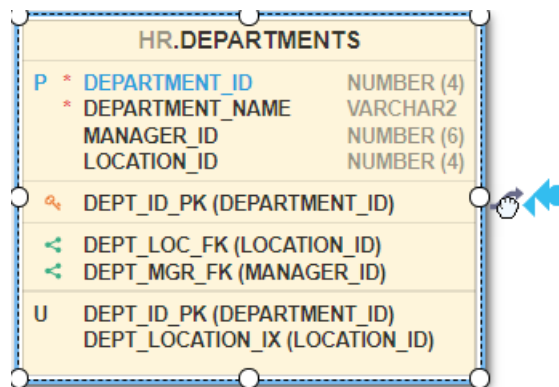 HR.DEPARTMENTS
P * DEPARTMENT_ID NUMBER (4)
* DEPARTMENT_NAME VARCHAR2
MANAGER_ID NUMBER (6)
LOCATION_ID NUMBER (4)
DEPT_ID_PK (DEPARTMENT_ID)
DEPT_LOC_FK (LOCATION_ID)
DEPT_MGR_FK (MANAGER_ID)
U DEPT_ID_PK (DEPARTMENT_ID)
DEPT_LOCATION_IX (LOCATION_ID)